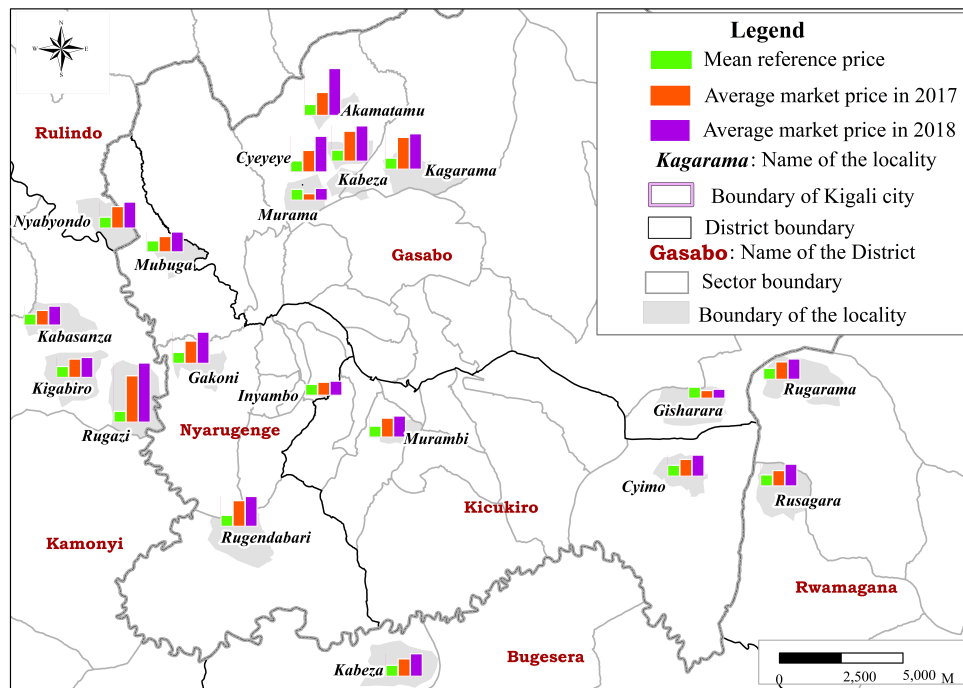 N
W E
S
Legend
Mean reference price
Average market price in 2017
Average market price in 2018
Kagarama: Name of the locality
Boundary of Kigali city
District boundary
Gasabo: Name of the District
Sector boundary
Boundary of the locality
Akamatamu
Rulindo
Cyeyeye
Kabeza
Kagarama
Murama
Nyabyondo
Mubuga
Gasabo
Kabasanza
Kigabiro
Gakoni
Rugarama
Inyambo
Gisharara
Rugazi
Nyarugenge
Murambi
Cyimo
Rusagara
Kicukiro
Rugendabari
Kamonyi
Rwamagana
Bugesera
Kabeza
0 2,500 5,000 M